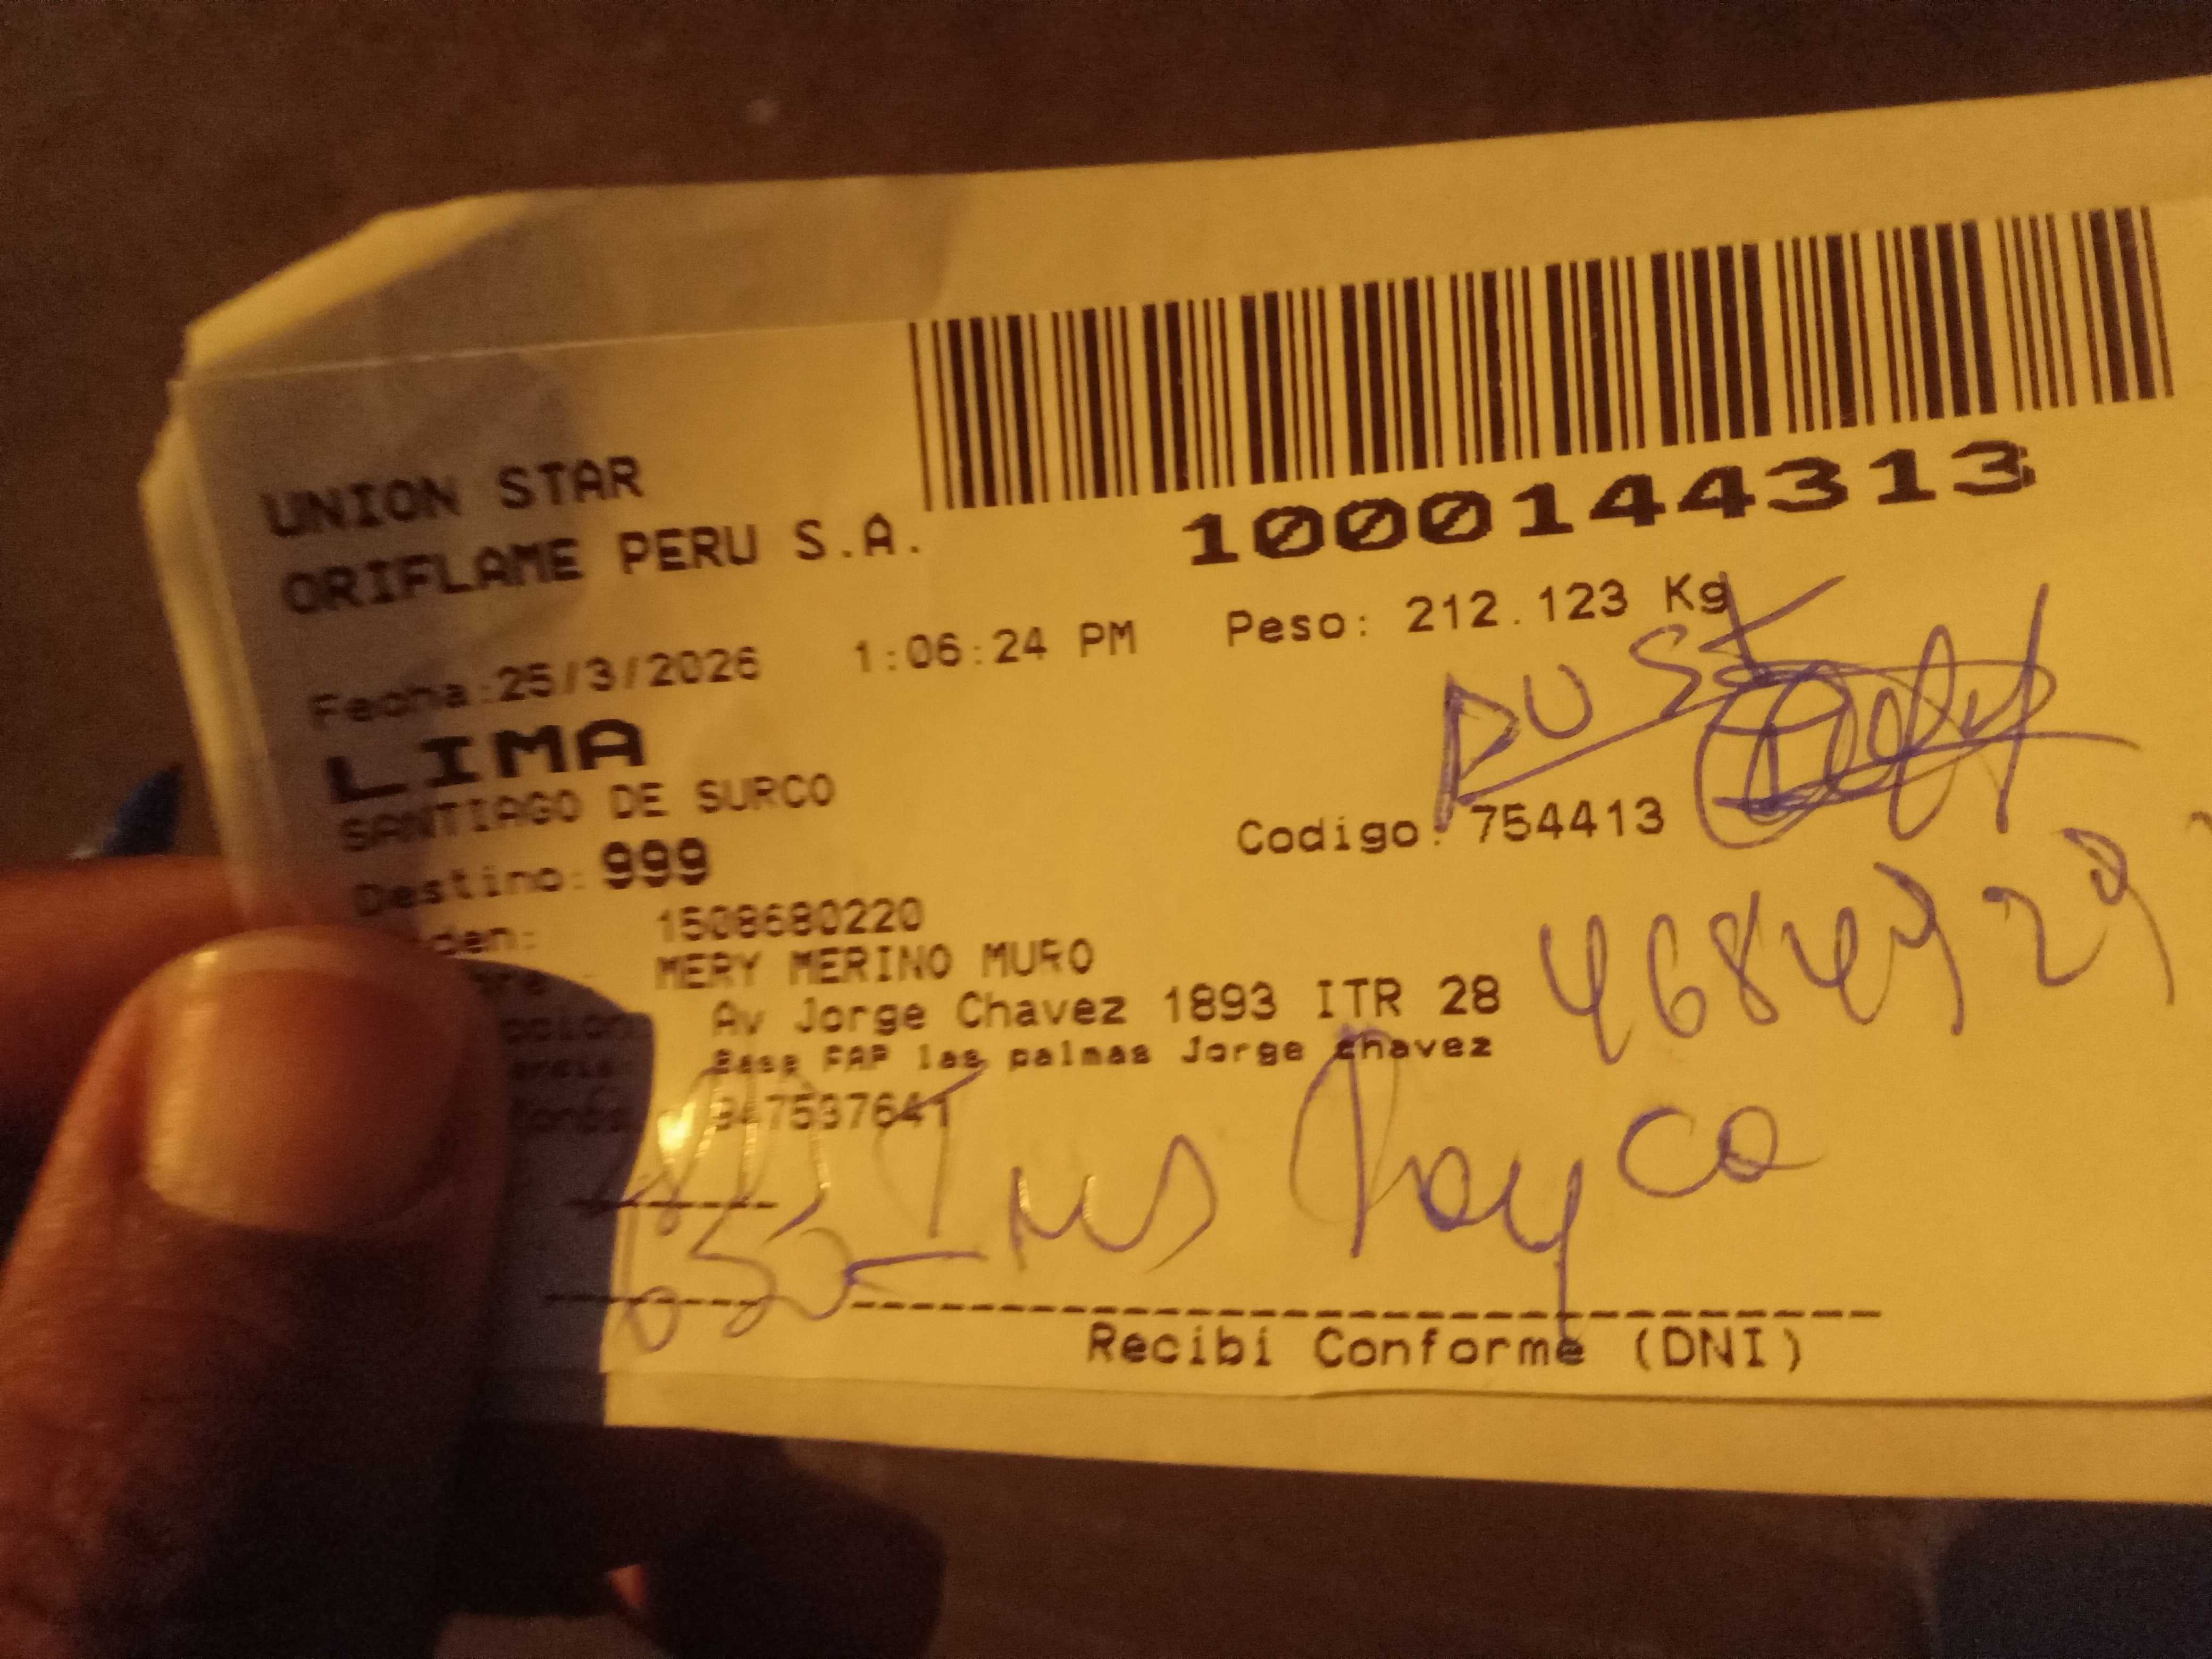 UNION STAR
ORIFLAME PERU S.A.
1000144313
Fecha:25/3/2026 1:06:24 PM Peso: 212.123 Kg
LIMA
SANTIAGO DE SURCO
Codigo: 754413
Destino: 999
den: 1508680220
MERY MERINO MURO
Av Jorge Chavez 1893 ITR 28
Base FAP las palmas Jorge chavez
947537641
Recibi Conforme (DNI)